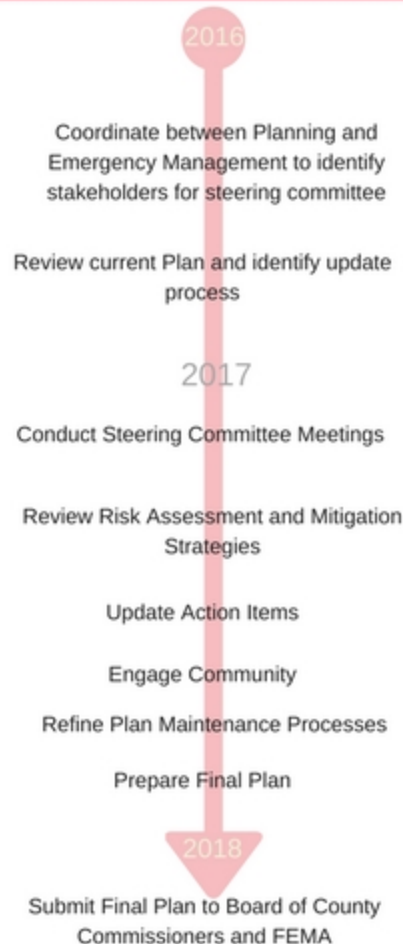 2016
Coordinate between Planning and
Emergency Management to identify
stakeholders for steering committee
Review current Plan and identify update
process
2017
Conduct Steering Committee Meetings
Review Risk Assessment and Mitigation
Strategies
Update Action Items
Engage Community
Refine Plan Maintenance Processes
Prepare Final Plan
2018
Submit Final Plan to Board of County
Commissioners and FEMA